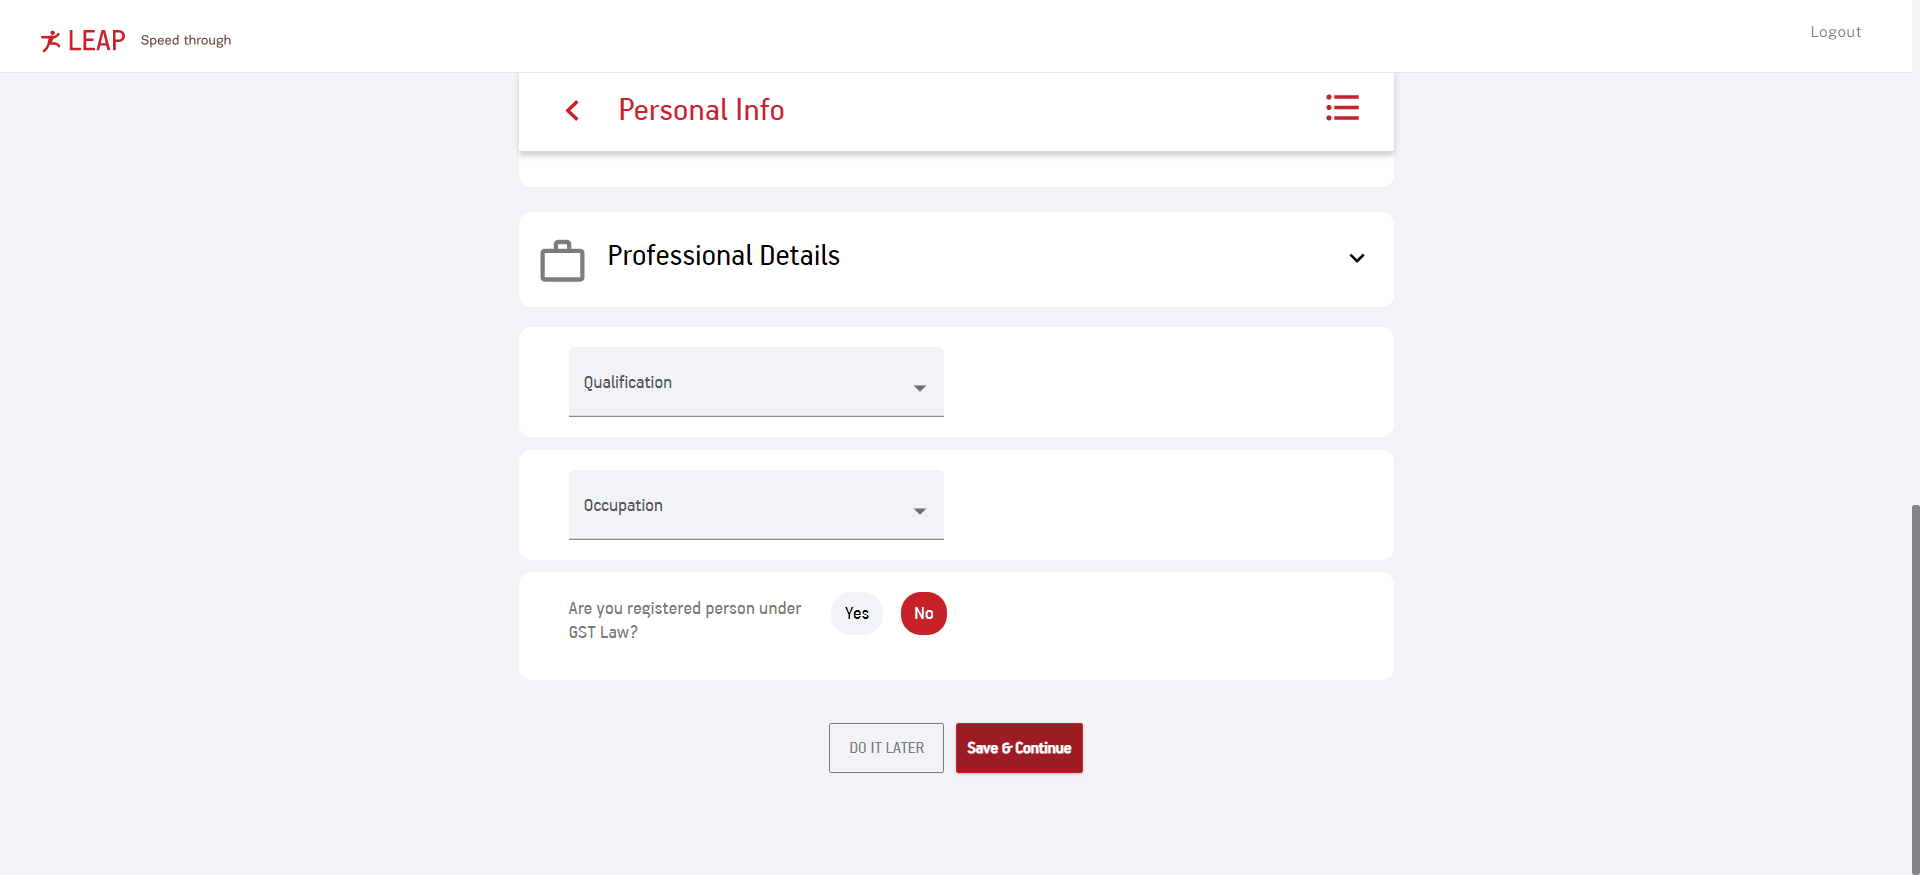 LEAP Speed through
Logout
Personal Info
Professional Details
Qualification
Occupation
Are you registered person under
GST Law?
Yes
No
DO IT LATER
Save & Continue